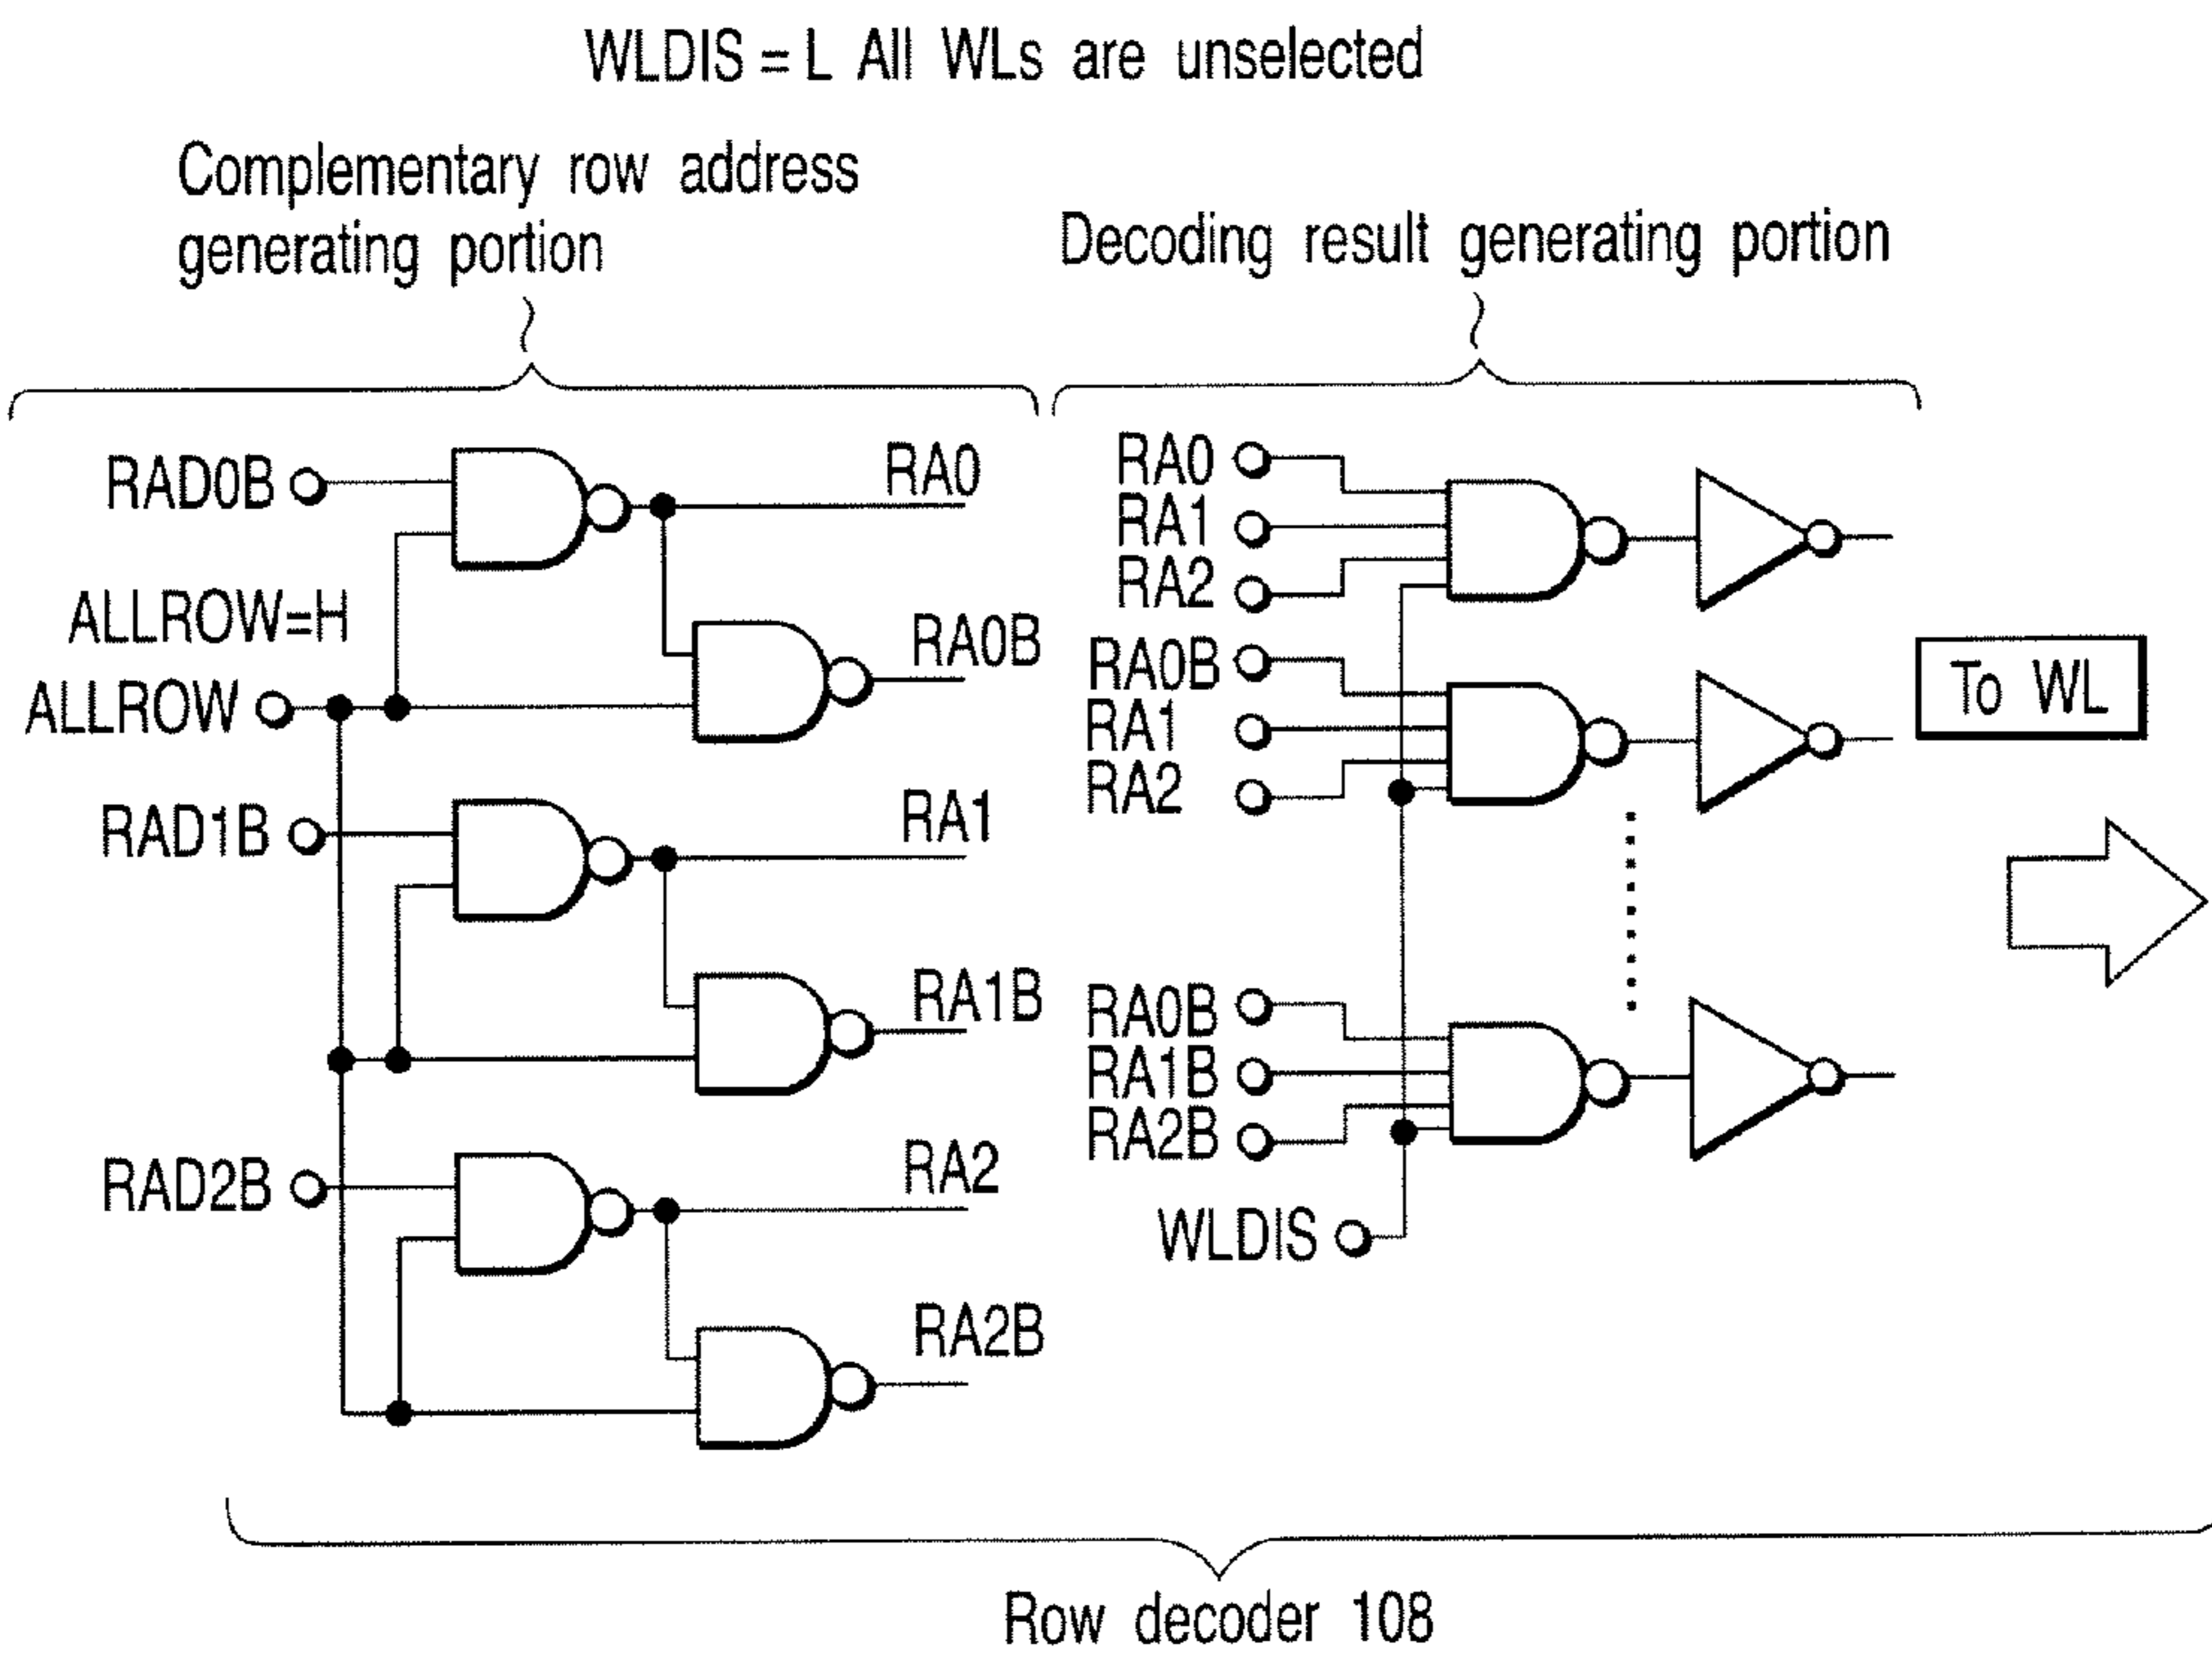 WLDIS = L All WLs are unselected
Complementary row address
generating portion
Decoding result generating portion
RAD0B
RA0
ALLROW=H
RA0B
ALLROW
RAD1B
RA1
RA1B
RAD2B
RA2
RA2B
RA0
RA1
RA2
RA0B
RA1
RA2
To WL
RA0B
RA1B
RA2B
WLDIS
Row decoder 108